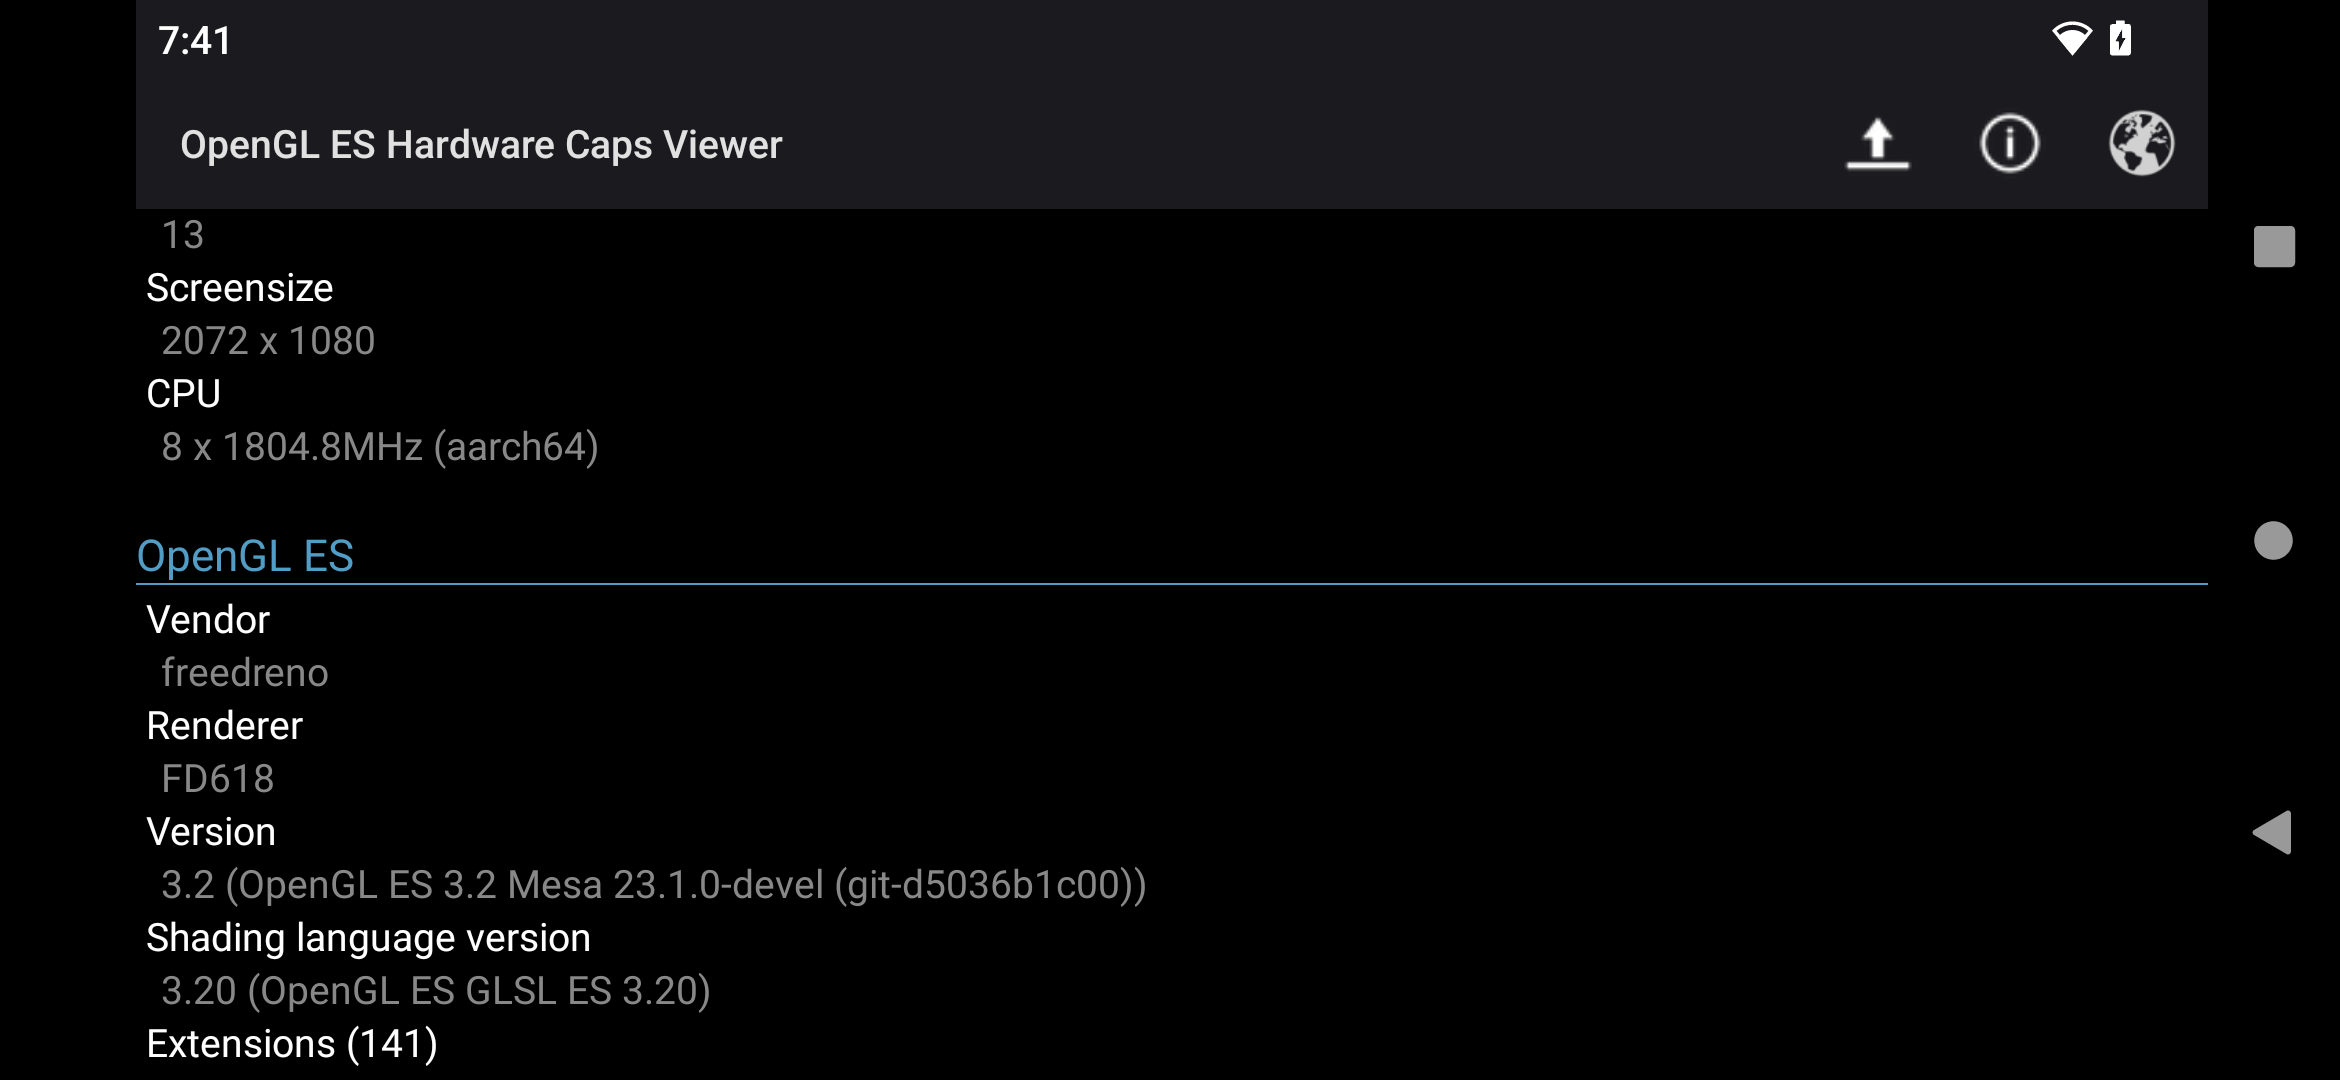 7:41
OpenGL ES Hardware Caps Viewer
13
Screensize
2072 x 1080
CPU
8 x 1804.8MHz (aarch64)
OpenGL ES
Vendor
freedreno
Renderer
FD618
Version
3.2 (OpenGL ES 3.2 Mesa 23.1.0-devel (git-d5036b1c00))
Shading language version
3.20 (OpenGL ES GLSL ES 3.20)
Extensions (141)